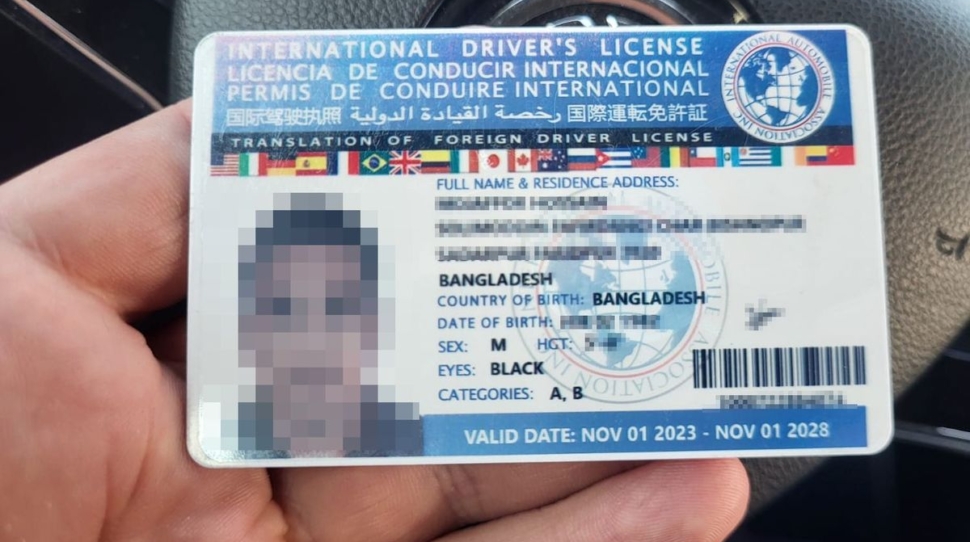 INTERNATIONAL DRIVER'S LICENSE
LICENCIA DE CONDUCIR INTERNACIONAL
PERMIS DE CONDUIRE INTERNATIONAL
国际驾驶执照 رخصة القيادة الدولية 国際運転免許証
INTERNATIONAL AUTOMOBILE ASSOCIATION INC
TRANSLATION OF FOREIGN DRIVER LICENSE
FULL NAME & RESIDENCE ADDRESS:
BANGLADESH
COUNTRY OF BIRTH: BANGLADESH
DATE OF BIRTH:
SEX: M HGT:
EYES: BLACK
CATEGORIES: A, B
VALID DATE: NOV 01 2023 - NOV 01 2028